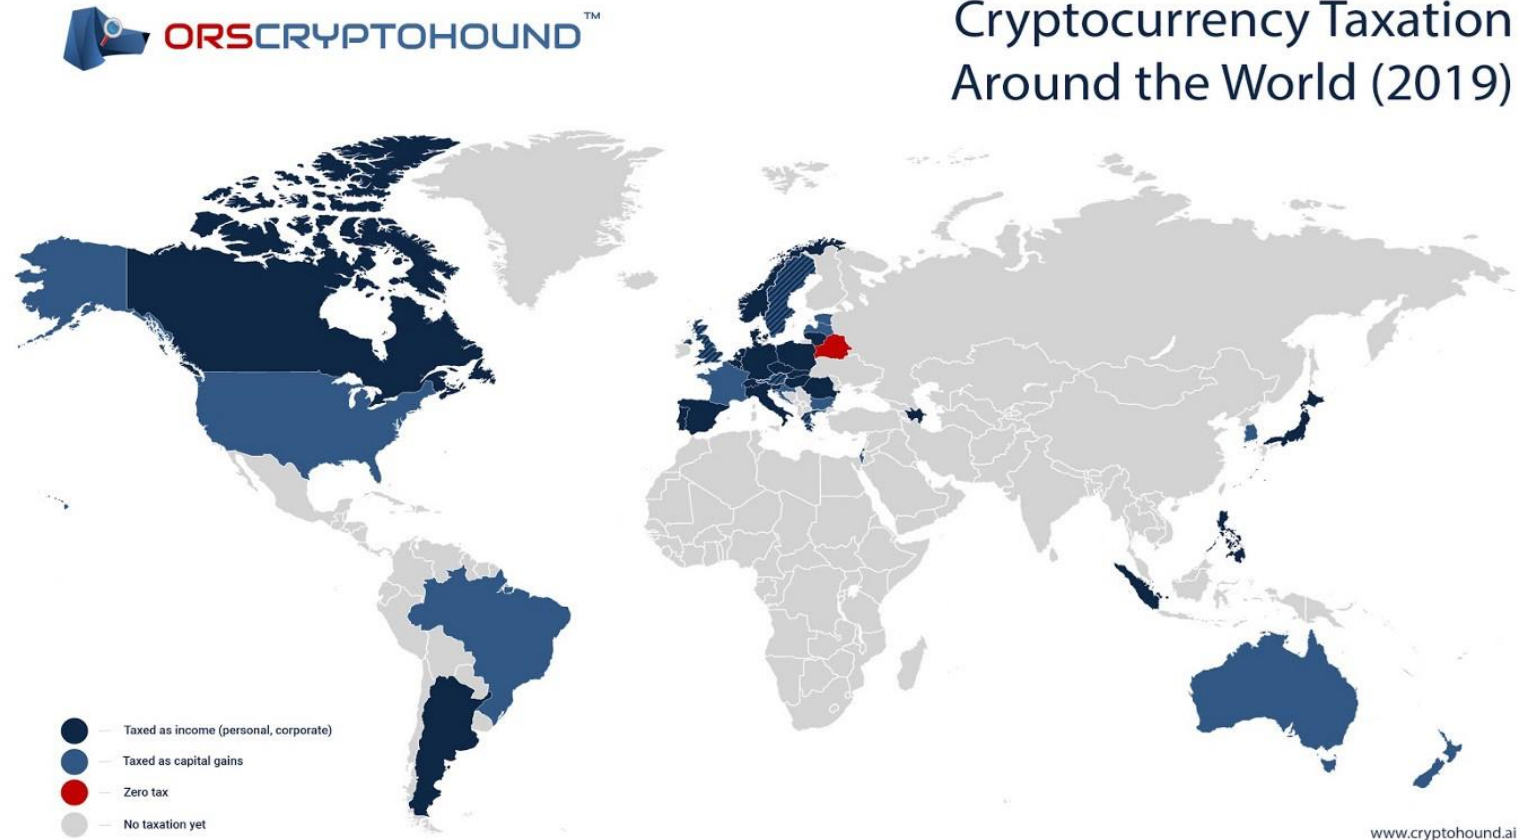 ORSCRYPTOHOUND™
Cryptocurrency Taxation
Around the World (2019)
Taxed as income (personal, corporate)
Taxed as capital gains
Zero tax
No taxation yet
www.cryptohound.ai